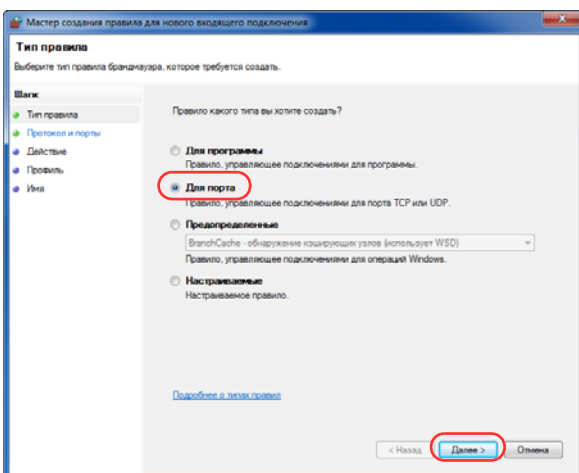 Мастер создания правила для нового входящего подключения
Тип правила
Выберите тип правила брандмауэра, которое требуется создать.
Шаги:
Тип правила
Протокол и порты
Действие
Профиль
Имя
Правило какого типа вы хотите создать?
Для программы
Правило, управляющее подключениями для программы.
Для порта
Правило, управляющее подключениями для порта TCP или UDP.
Предопределенные
BranchCache - обнаружение кэширующих узлов (использует WSD)
Правило, управляющее подключениями для операций Windows.
Настраиваемые
Настраиваемое правило.
Подробнее о типах правил
< Назад
Далее >
Отмена